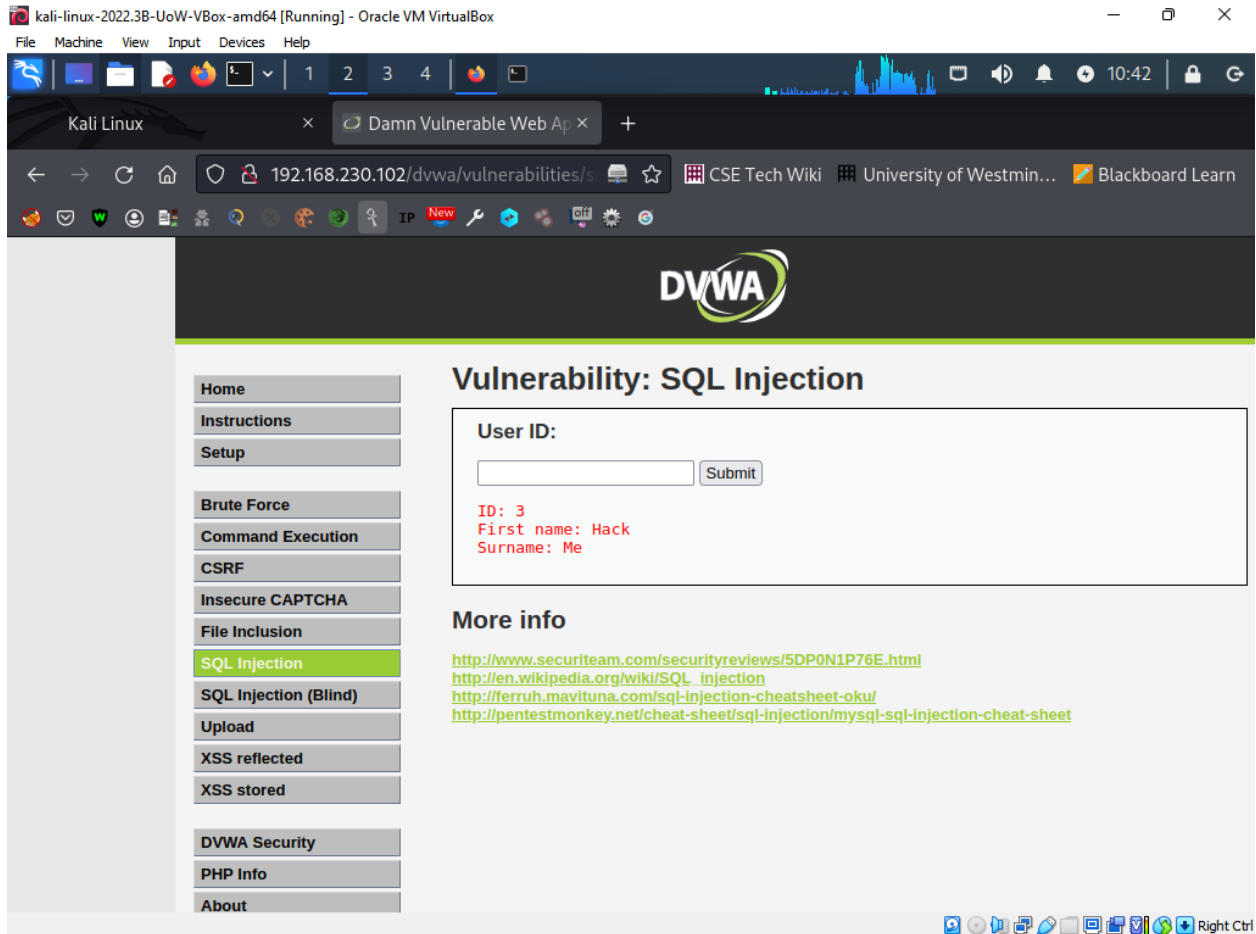 kali-linux-2022.3B-UoW-VBox-amd64 [Running] - Oracle VM VirtualBox
File Machine View Input Devices Help
1 2 3 4 10:42
Kali Linux
Damn Vulnerable Web Ap
192.168.230.102/dvwa/vulnerabilities/s
CSE Tech Wiki
University of Westmin...
Blackboard Learn
IP New off
DVWA
Home
Instructions
Setup
Brute Force
Command Execution
CSRF
Insecure CAPTCHA
File Inclusion
SQL Injection
SQL Injection (Blind)
Upload
XSS reflected
XSS stored
DVWA Security
PHP Info
About
Vulnerability: SQL Injection
User ID:
Submit
ID: 3
First name: Hack
Surname: Me
More info
http://www.securiteam.com/securityreviews/5DP0N1P76E.html
http://en.wikipedia.org/wiki/SQL_injection
http://ferruh.mavituna.com/sql-injection-cheatsheet-oku/
http://pentestmonkey.net/cheat-sheet/sql-injection/mysql-sql-injection-cheat-sheet
Right Ctrl